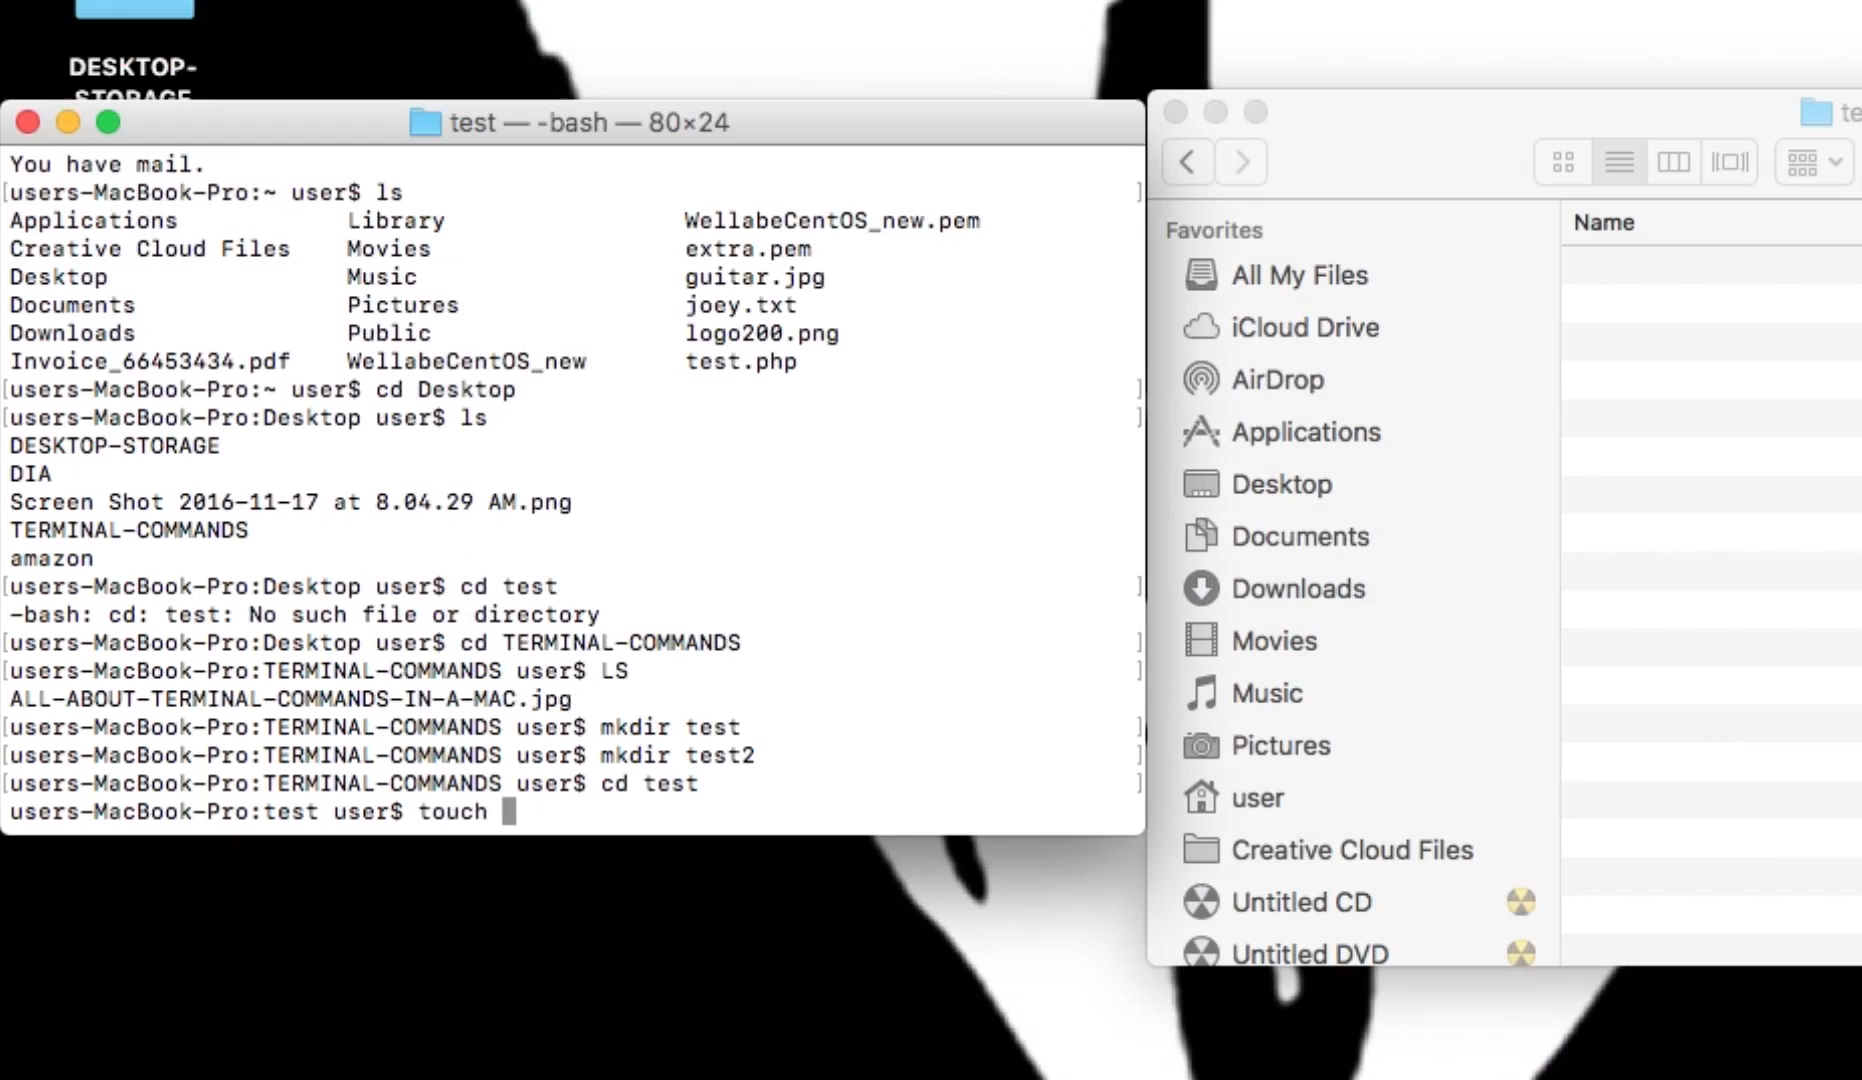 DESKTOP-
STORAGE
test — -bash — 80×24
You have mail.
[users-MacBook-Pro:~ user$ ls ]
Applications Library WellabeCentOS_new.pem
Creative Cloud Files Movies extra.pem
Desktop Music guitar.jpg
Documents Pictures joey.txt
Downloads Public logo200.png
Invoice_66453434.pdf WellabeCentOS_new test.php
[users-MacBook-Pro:~ user$ cd Desktop ]
[users-MacBook-Pro:Desktop user$ ls ]
DESKTOP-STORAGE
DIA
Screen Shot 2016-11-17 at 8.04.29 AM.png
TERMINAL-COMMANDS
amazon
[users-MacBook-Pro:Desktop user$ cd test ]
-bash: cd: test: No such file or directory
[users-MacBook-Pro:Desktop user$ cd TERMINAL-COMMANDS ]
[users-MacBook-Pro:TERMINAL-COMMANDS user$ LS ]
ALL-ABOUT-TERMINAL-COMMANDS-IN-A-MAC.jpg
[users-MacBook-Pro:TERMINAL-COMMANDS user$ mkdir test ]
[users-MacBook-Pro:TERMINAL-COMMANDS user$ mkdir test2 ]
[users-MacBook-Pro:TERMINAL-COMMANDS user$ cd test ]
users-MacBook-Pro:test user$ touch
Favorites
All My Files
iCloud Drive
AirDrop
Applications
Desktop
Documents
Downloads
Movies
Music
Pictures
user
Creative Cloud Files
Untitled CD
Untitled DVD
Name